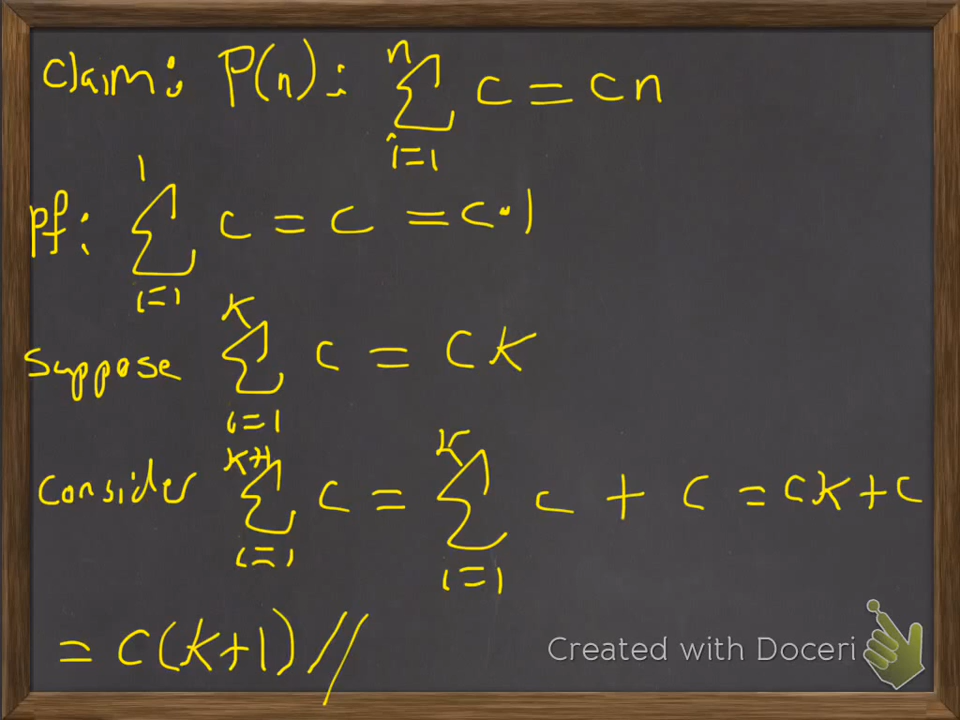 Claim: P(n): n∑i=1 c = cn
pf: 1∑i=1 c = c = c·1
Suppose k∑i=1 c = ck
Consider k+1∑i=1 c = k∑i=1 c + c = ck+c
= c(k+1) //
Created with Doceri